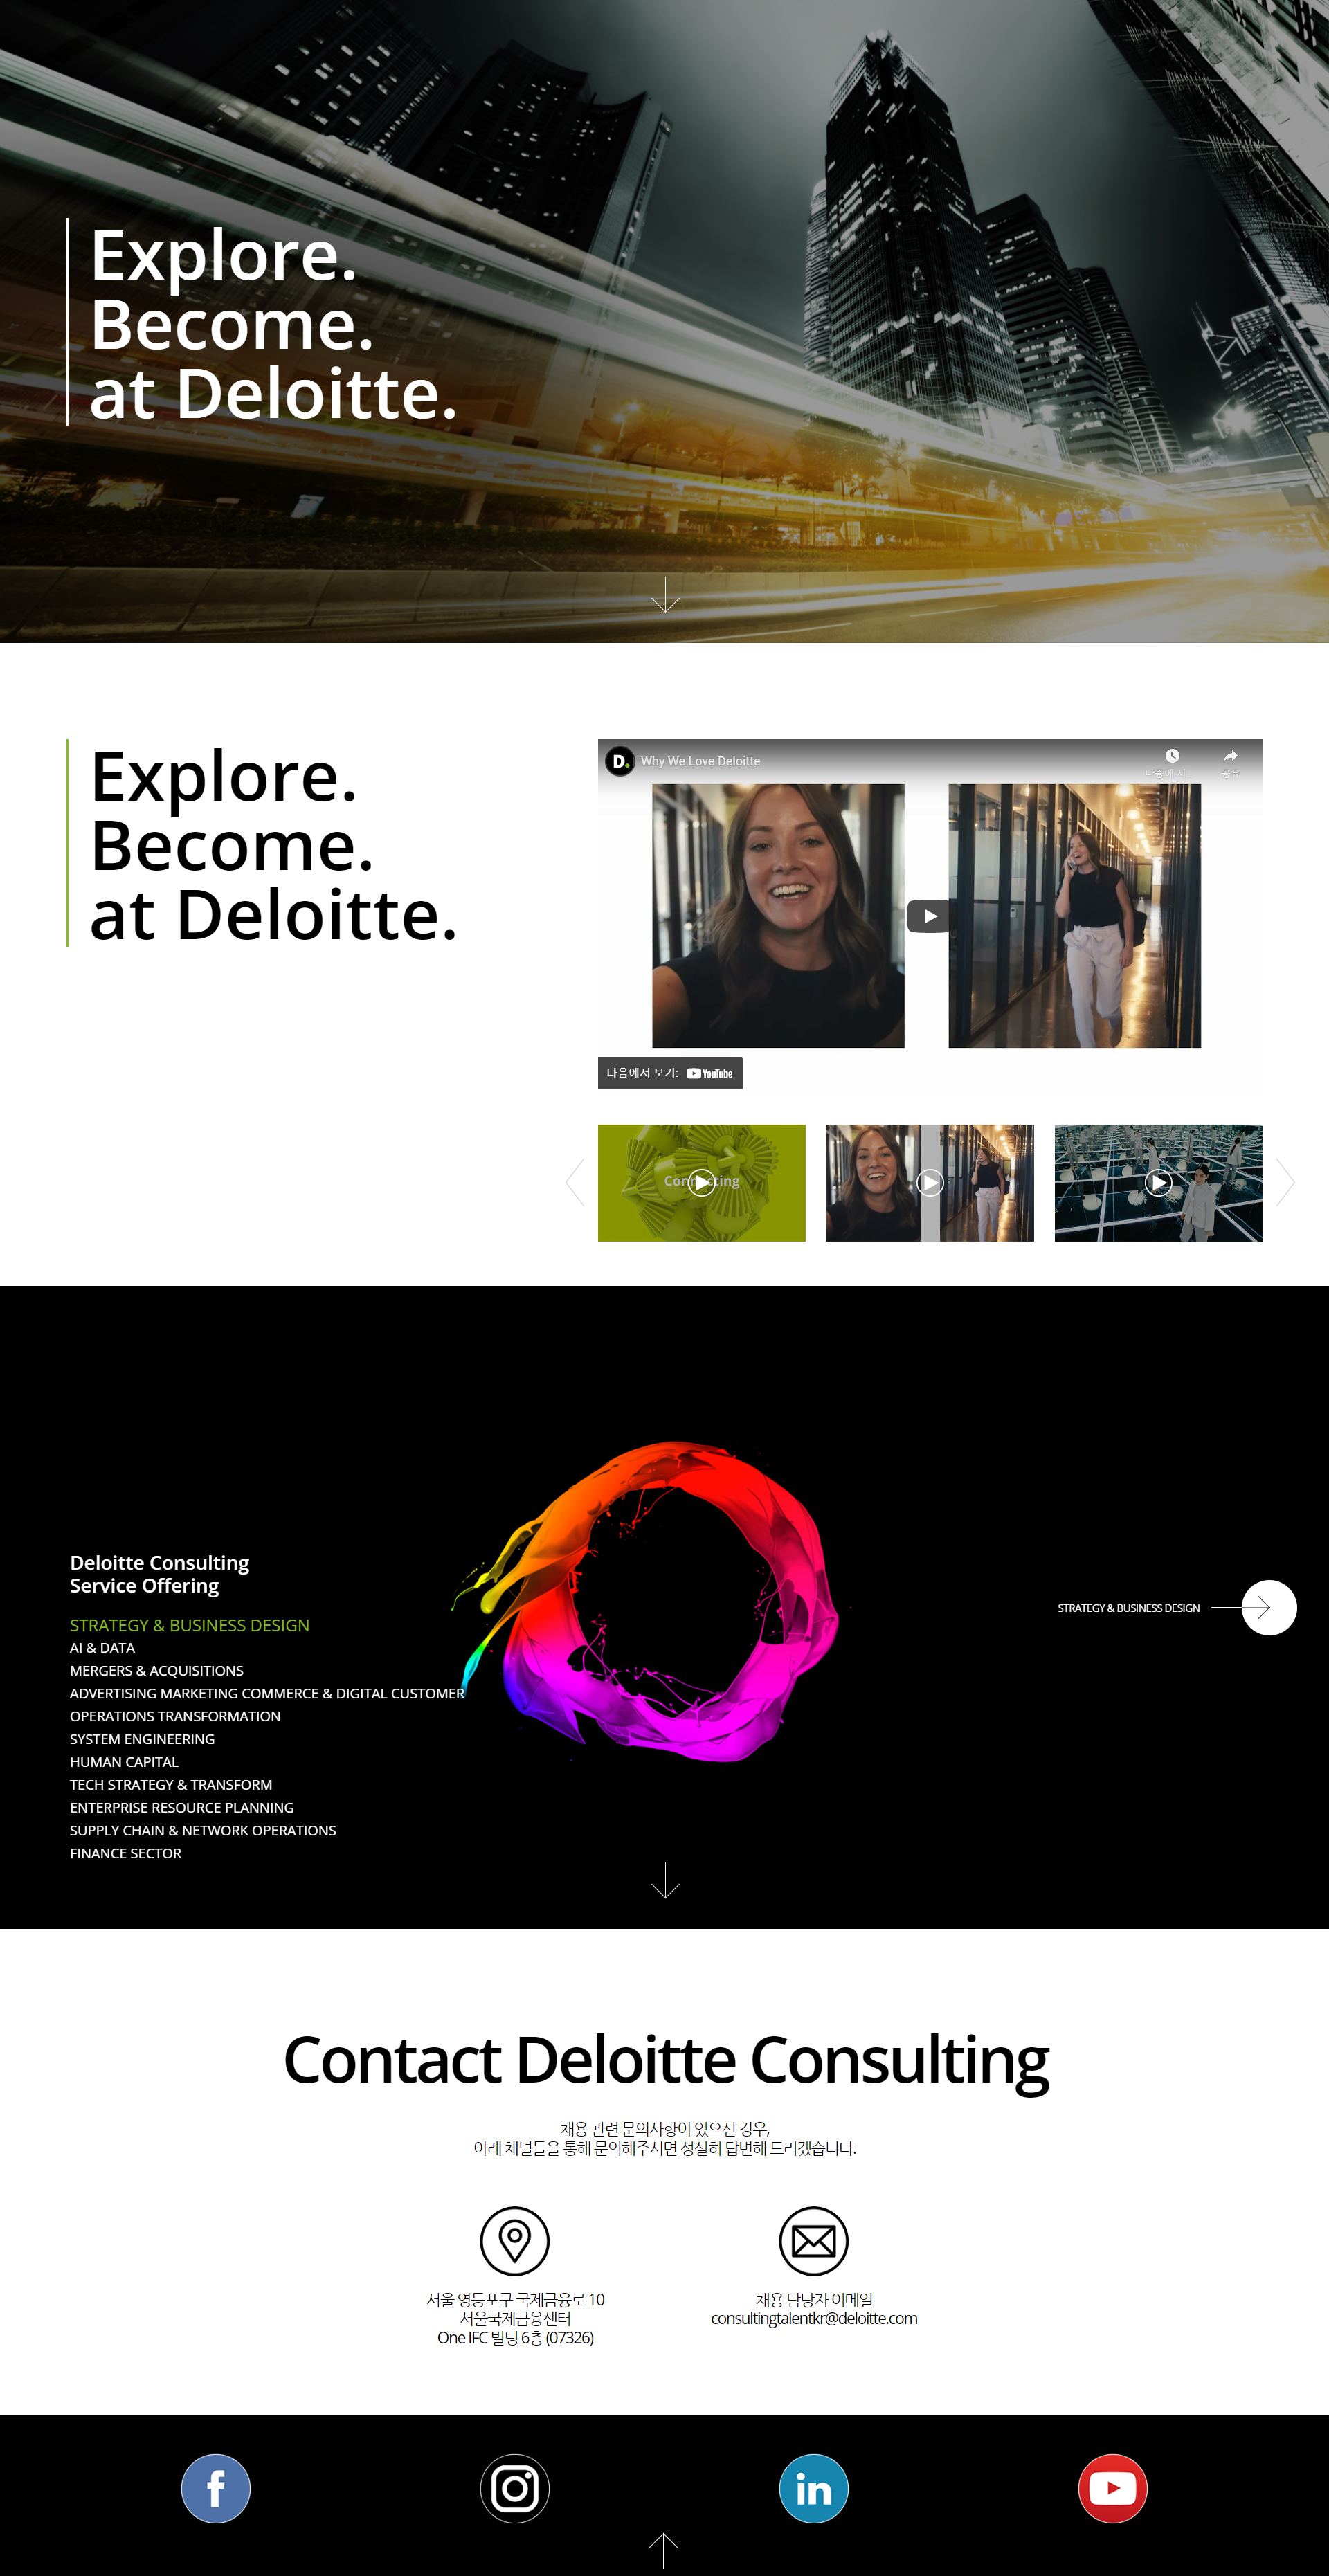 Explore.
Become.
at Deloitte.
Explore.
Become.
at Deloitte.
D.
Why We Love Deloitte
공유
다음에서 보기:
YouTube
Deloitte Consulting
Service Offering
STRATEGY & BUSINESS DESIGN
AI & DATA
MERGERS & ACQUISITIONS
ADVERTISING MARKETING COMMERCE & DIGITAL CUSTOMER
OPERATIONS TRANSFORMATION
SYSTEM ENGINEERING
HUMAN CAPITAL
TECH STRATEGY & TRANSFORM
ENTERPRISE RESOURCE PLANNING
SUPPLY CHAIN & NETWORK OPERATIONS
FINANCE SECTOR
STRATEGY & BUSINESS DESIGN
Contact Deloitte Consulting
채용 관련 문의사항이 있으신 경우,
아래 채널들을 통해 문의해주시면 성실히 답변해 드리겠습니다.
서울 영등포구 국제금융로 10
서울국제금융센터
One IFC 빌딩 6층 (07326)
채용 담당자 이메일
consultingtalentkr@deloitte.com
f
in